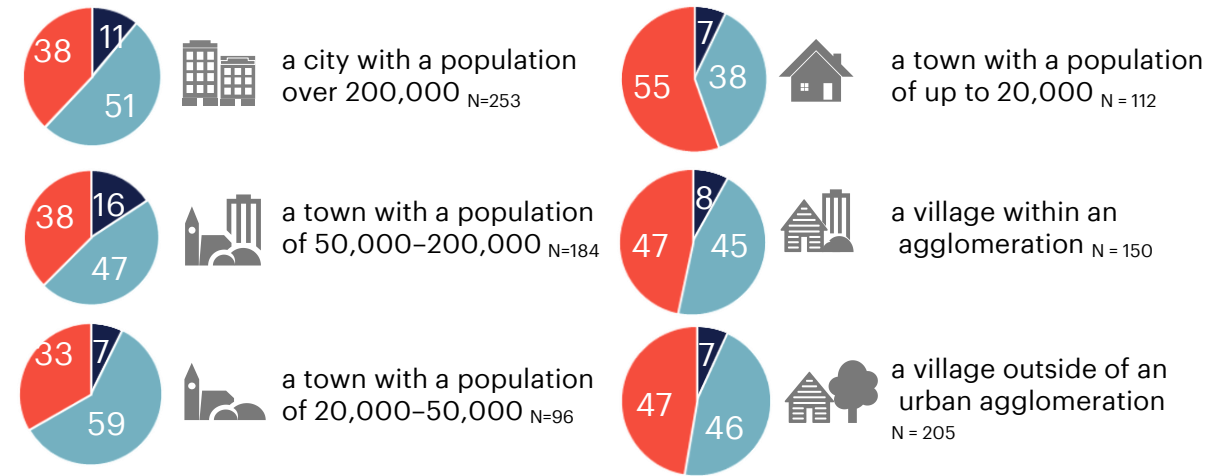 38
11
51
a city with a population
over 200,000 N=253
38
16
47
a town with a population
of 50,000–200,000 N=184
33
7
59
a town with a population
of 20,000–50,000 N=96
55
7
38
a town with a population
of up to 20,000 N = 112
47
8
45
a village within an
agglomeration N = 150
47
7
46
a village outside of an
urban agglomeration
N = 205